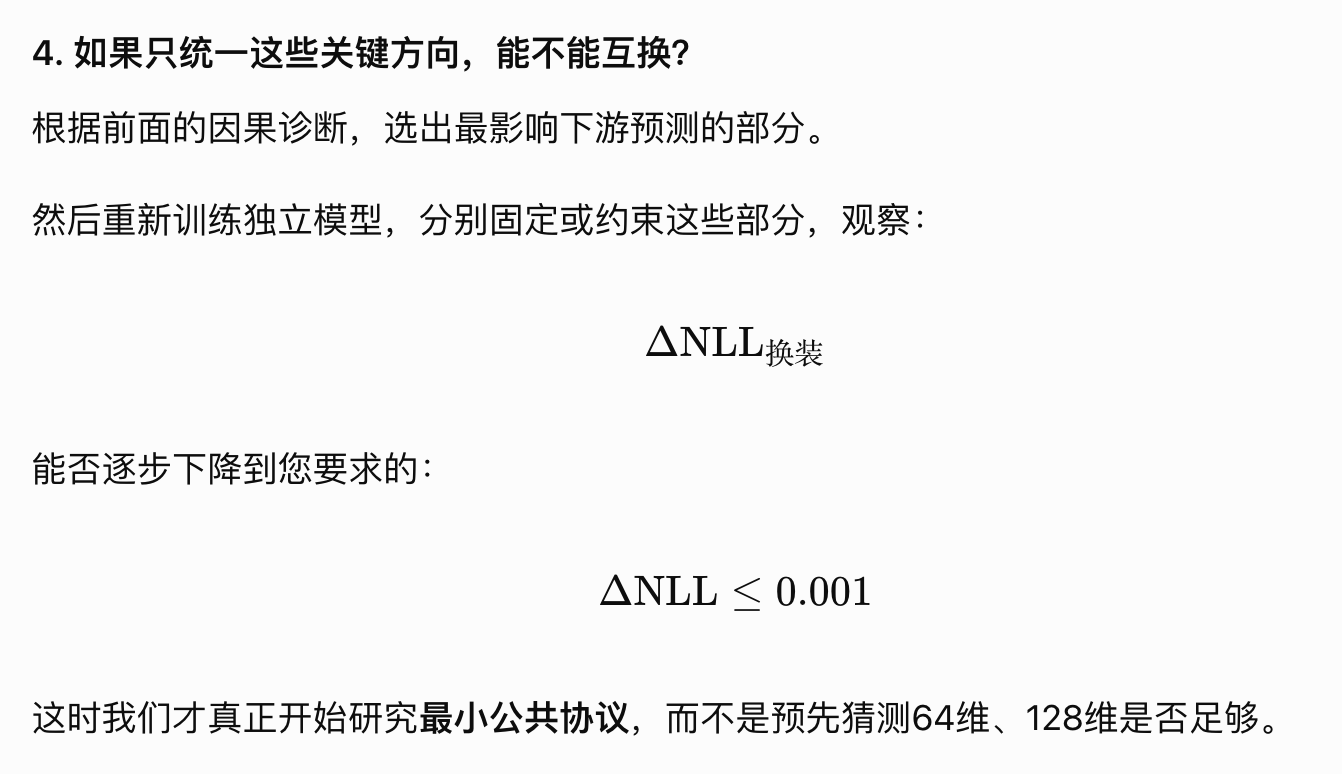 4. 如果只统一这些关键方向，能不能互换？
根据前面的因果诊断，选出最影响下游预测的部分。
然后重新训练独立模型，分别固定或约束这些部分，观察：
ΔNLL换装
能否逐步下降到您要求的：
ΔNLL ≤ 0.001
这时我们才真正开始研究最小公共协议，而不是预先猜测64维、128维是否足够。